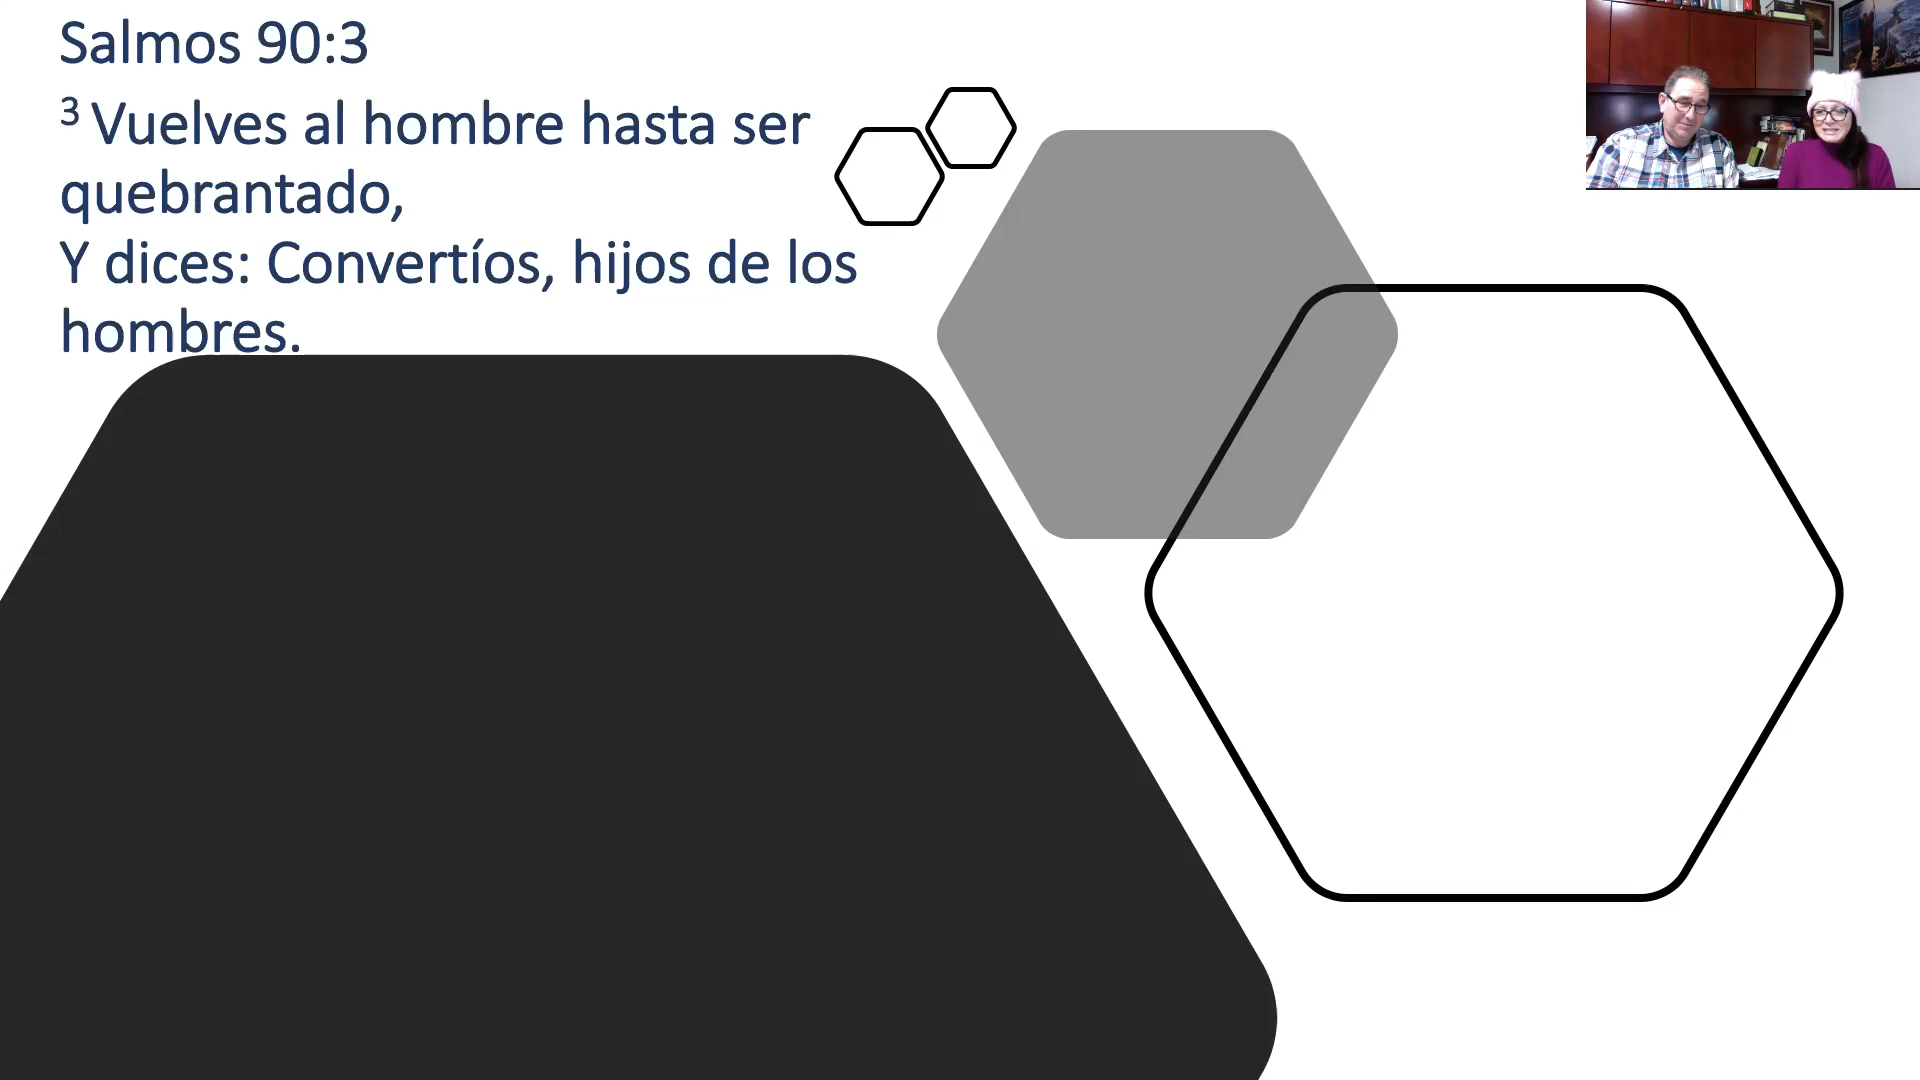 Salmos 90:3
3 Vuelves al hombre hasta ser
quebrantado,
Y dices: Convertíos, hijos de los
hombres.